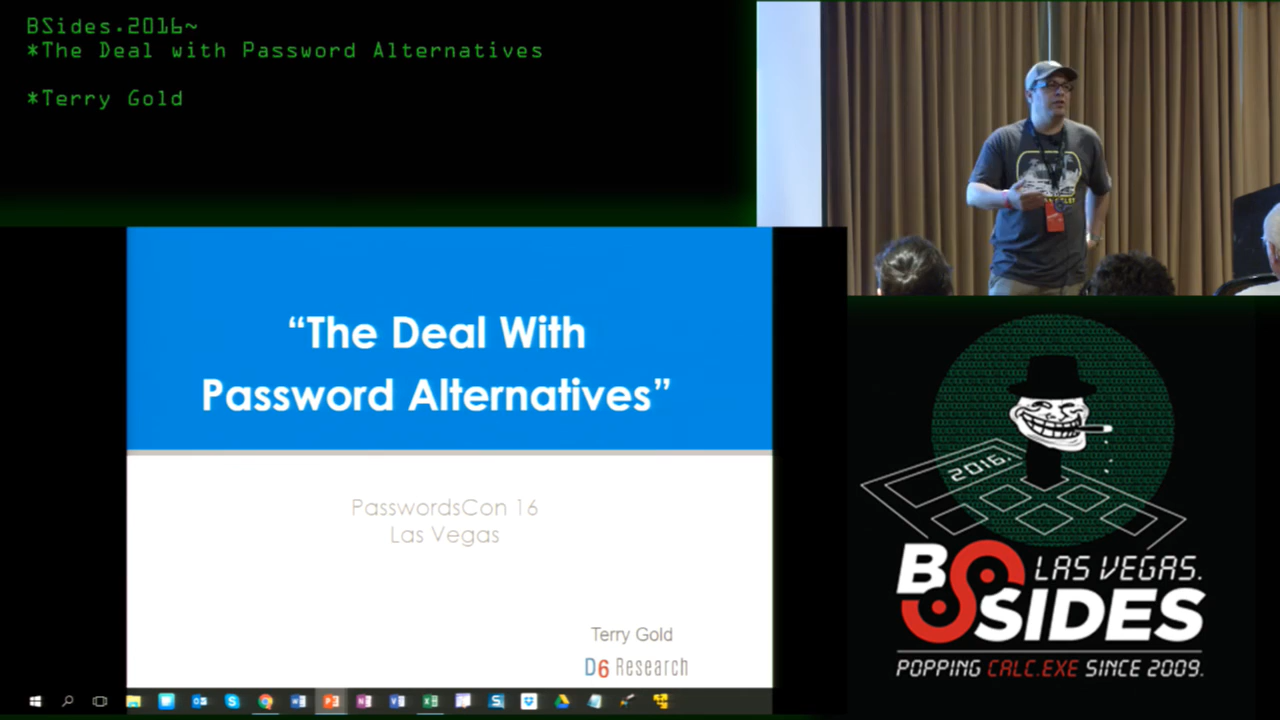 BSides.2016~
*The Deal with Password Alternatives
*Terry Gold
“The Deal With
Password Alternatives”
PasswordsCon 16
Las Vegas
Terry Gold
D6 Research
2016.
BSIDES
LAS VEGAS.
POPPING CALC.EXE SINCE 2009.